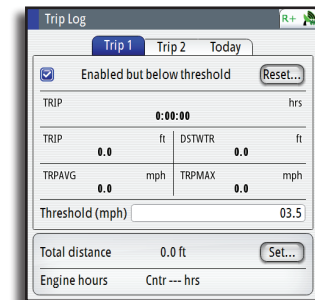 Trip Log R+
Trip 1 Trip 2 Today
Enabled but below threshold Reset...
TRIP hrs
0:00:00
TRIP ft DSTWTR ft
0.0 0.0
TRPAVG mph TRPMAX mph
0.0 0.0
Threshold (mph) 03.5
Total distance 0.0 ft Set...
Engine hours Cntr --- hrs